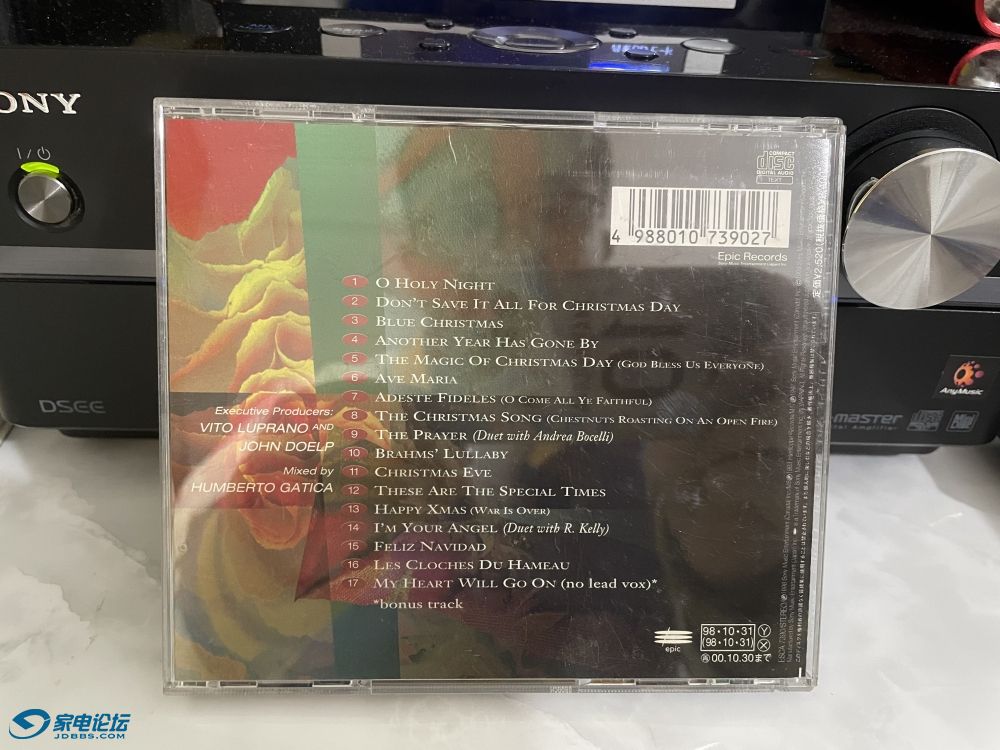 SONY
I/⏻
DSEE
COMPACT
disc
DIGITAL AUDIO
TEXT
4 988010 739027
Epic Records
1 O Holy Night
2 Don't Save It All For Christmas Day
3 Blue Christmas
4 Another Year Has Gone By
5 The Magic Of Christmas Day (God Bless Us Everyone)
6 Ave Maria
7 Adeste Fideles (O Come All Ye Faithful)
8 The Christmas Song (Chestnuts Roasting On An Open Fire)
9 The Prayer (Duet with Andrea Bocelli)
10 Brahms' Lullaby
11 Christmas Eve
12 These Are The Special Times
13 Happy Xmas (War Is Over)
14 I'm Your Angel (Duet with R. Kelly)
15 Feliz Navidad
16 Les Cloches Du Hameau
17 My Heart Will Go On (no lead vox)*
*bonus track
Executive Producers:
VITO LUPRANO AND
JOHN DOELP
Mixed by
HUMBERTO GATICA
epic
98・10・31 Y
(98・10・31) X
00.10.30まで
定価¥2,520
AnyMusic
master
家电论坛
JDBBS.COM